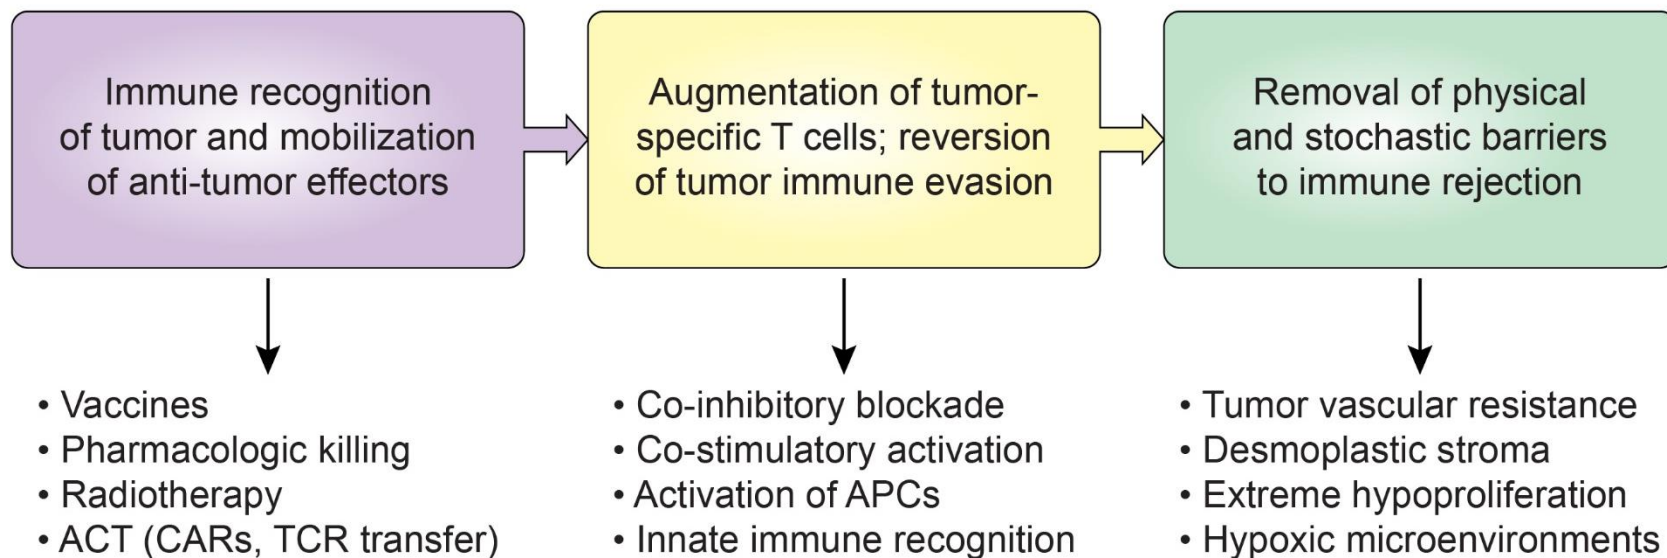 Immune recognition
of tumor and mobilization
of anti-tumor effectors
Augmentation of tumor-
specific T cells; reversion
of tumor immune evasion
Removal of physical
and stochastic barriers
to immune rejection
• Vaccines
• Pharmacologic killing
• Radiotherapy
• ACT (CARs, TCR transfer)
• Co-inhibitory blockade
• Co-stimulatory activation
• Activation of APCs
• Innate immune recognition
• Tumor vascular resistance
• Desmoplastic stroma
• Extreme hypoproliferation
• Hypoxic microenvironments